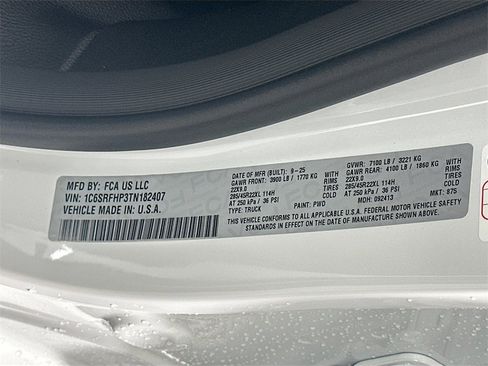 MFD BY: FCA US LLC
VIN: 1C6SRFHP3TN182407
VEHICLE MADE IN U.S.A.
DATE OF MFR (BUILT): 9-25
GAWR FRONT: 3900 LB / 1770 KG WITH
22X9.0 RIMS
285/45R22XL 114H TIRES
AT 250 kPa / 36 PSI COLD
TYPE: TRUCK PAINT: PWD
GVWR: 7100 LB / 3221 KG
GAWR REAR: 4100 LB / 1860 KG WITH
22X9.0 RIMS
285/45R22XL 114H TIRES
AT 250 kPa / 36 PSI COLD
MDH: 092413 MKT: 875
THIS VEHICLE CONFORMS TO ALL APPLICABLE U.S.A. FEDERAL MOTOR VEHICLE SAFETY
STANDARDS IN EFFECT ON THE DATE OF MANUFACTURE SHOWN ABOVE.